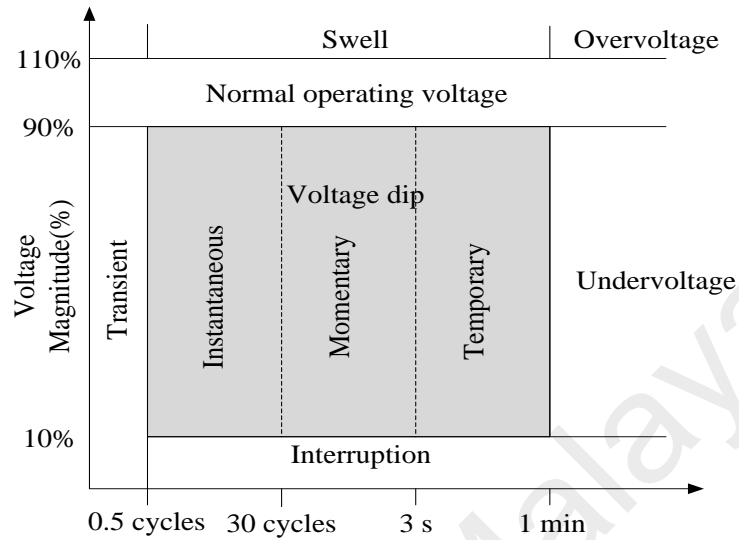 Swell
Overvoltage
110%
Normal operating voltage
90%
Voltage dip
Voltage
Magnitude(%)
Transient
Instantaneous
Momentary
Temporary
Undervoltage
10%
Interruption
0.5 cycles
30 cycles
3 s
1 min
Malaya